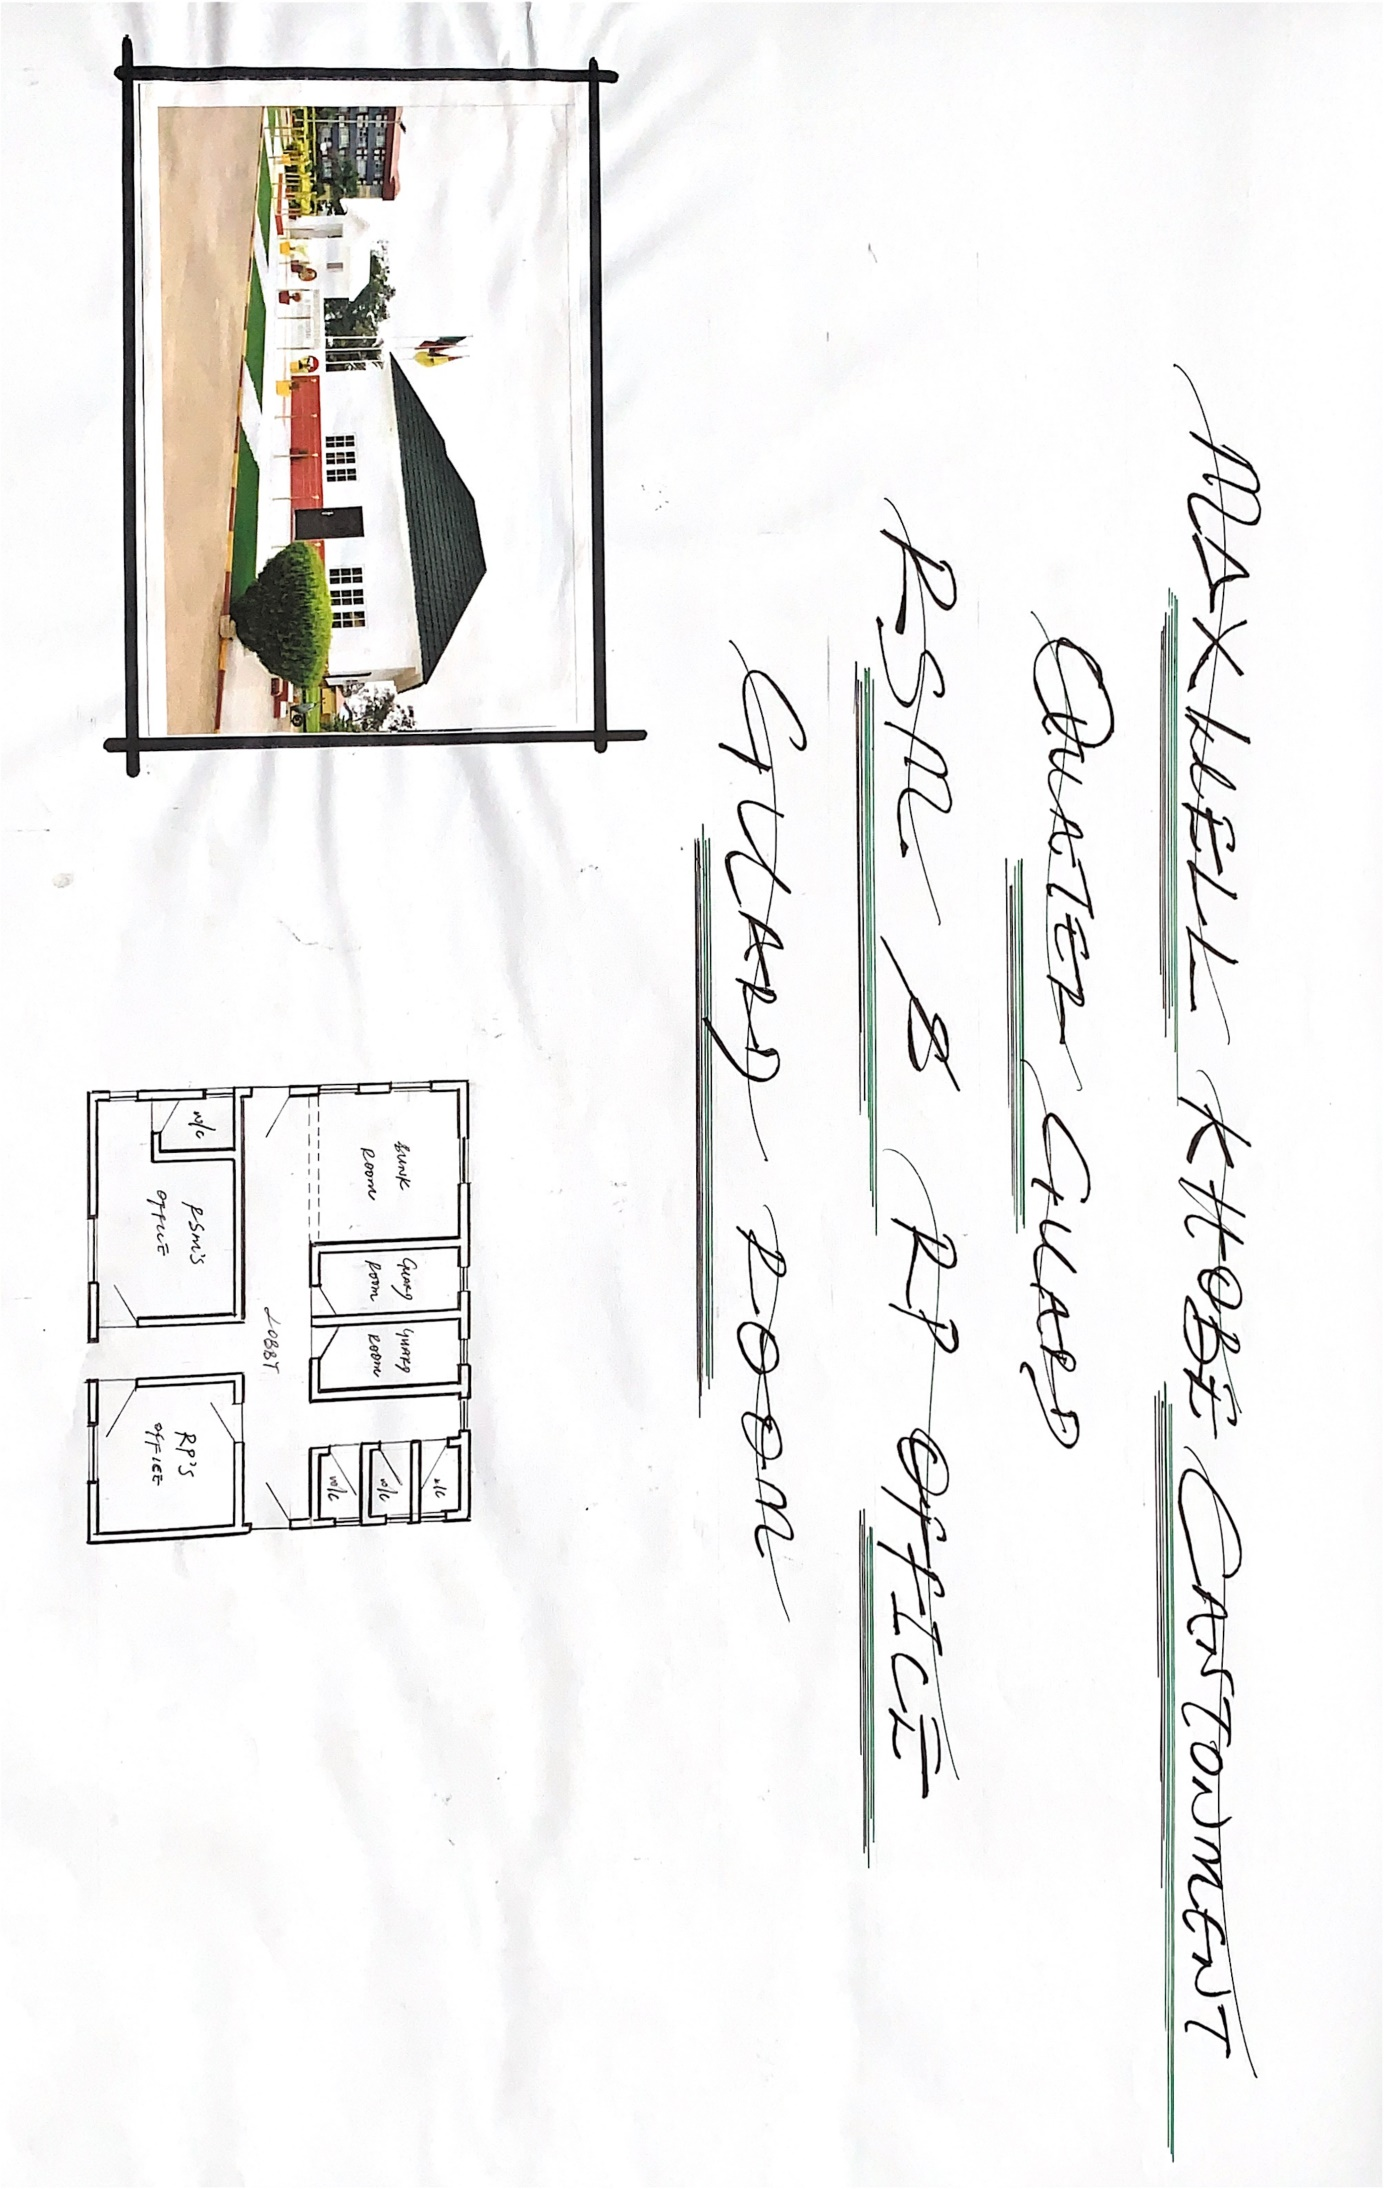 MAXWELL KHOBE CANTONMENT
QUATER GUARD
RSM & RP OFFICE
GUARD ROOM
BUNK
ROOM
GUARD
ROOM
GUARD
ROOM
W/C
W/C
W/C
LOBBY
W/C
RSM'S
OFFICE
RP'S
OFFICE